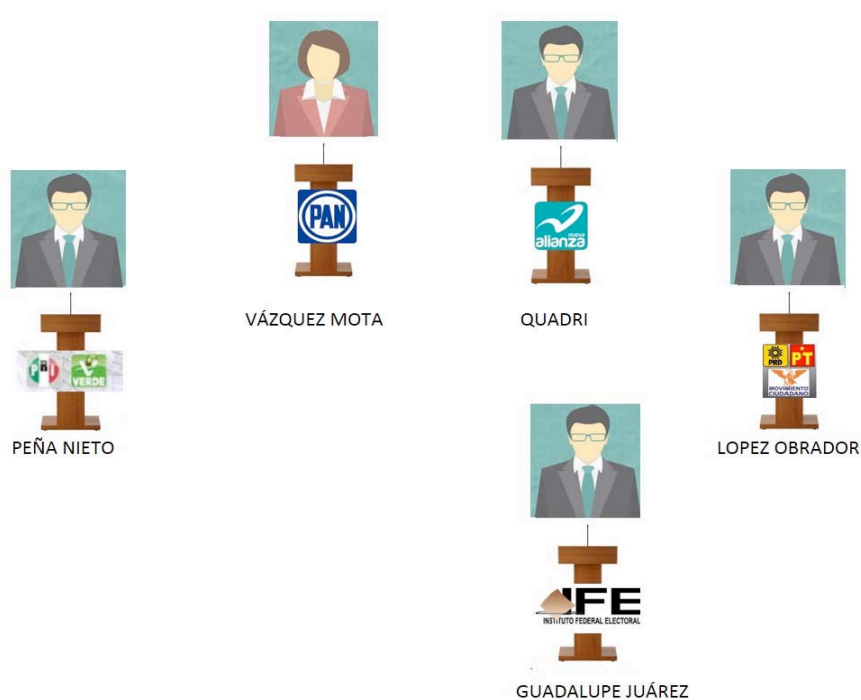 PAN
nueva
alianza
VÁZQUEZ MOTA
QUADRI
PRI
VERDE
PEÑA NIETO
PRD
PT
MOVIMIENTO
CIUDADANO
LOPEZ OBRADOR
IFE
INSTITUTO FEDERAL ELECTORAL
GUADALUPE JUÁREZ